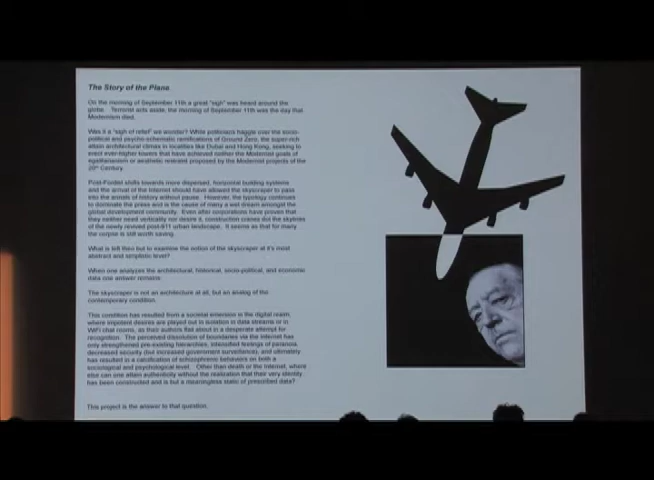 The Story of the Plane
On the morning of September 11th a great "sigh" was heard around the
globe. Terrorist acts aside, the morning of September 11th was the day that
Modernism died.
Was it a "sigh of relief" we wonder? While politicians haggle over the socio-
political and psycho-schematic ramifications of Ground Zero, the super-rich
attain architectural climax in localities like Dubai and Hong Kong, seeking to
erect ever-higher towers that have achieved neither the Modernist goals of
egalitarianism or aesthetic restraint proposed by the Modernist projects of the
20th Century.
Post-Fordist shifts towards more dispersed, horizontal building systems
and the arrival of the Internet should have allowed the skyscraper to pass
into the annals of history without pause. However, the typology continues
to dominate the press and is the cause of many a wet dream amongst the
global development community. Even after corporations have proven that
they neither need verticality nor desire it, construction cranes dot the skylines
of the newly revised post-911 urban landscape. It seems as that for many
the corpse is still worth saving.
What is left then but to examine the notion of the skyscraper at it's most
abstract and simplistic level?
When one analyzes the architectural, historical, socio-political, and economic
data one answer remains:
The skyscraper is not an architecture at all, but an analog of the
contemporary condition.
This condition has resulted from a societal emersion in the digital realm,
where impotent desires are played out in isolation in data streams or in
WiFi chat rooms, as their authors flail about in a desperate attempt for
recognition. The perceived dissolution of boundaries via the Internet has
only strengthened pre-existing hierarchies, intensified feelings of paranoia,
decreased security (but increased government surveillance), and ultimately
has resulted in a calcification of schizophrenic behaviors on both a
sociological and psychological level. Other than death or the Internet, where
else can one attain authenticity without the realization that their very identity
has been constructed and is but a meaningless static of prescribed data?
This project is the answer to that question.